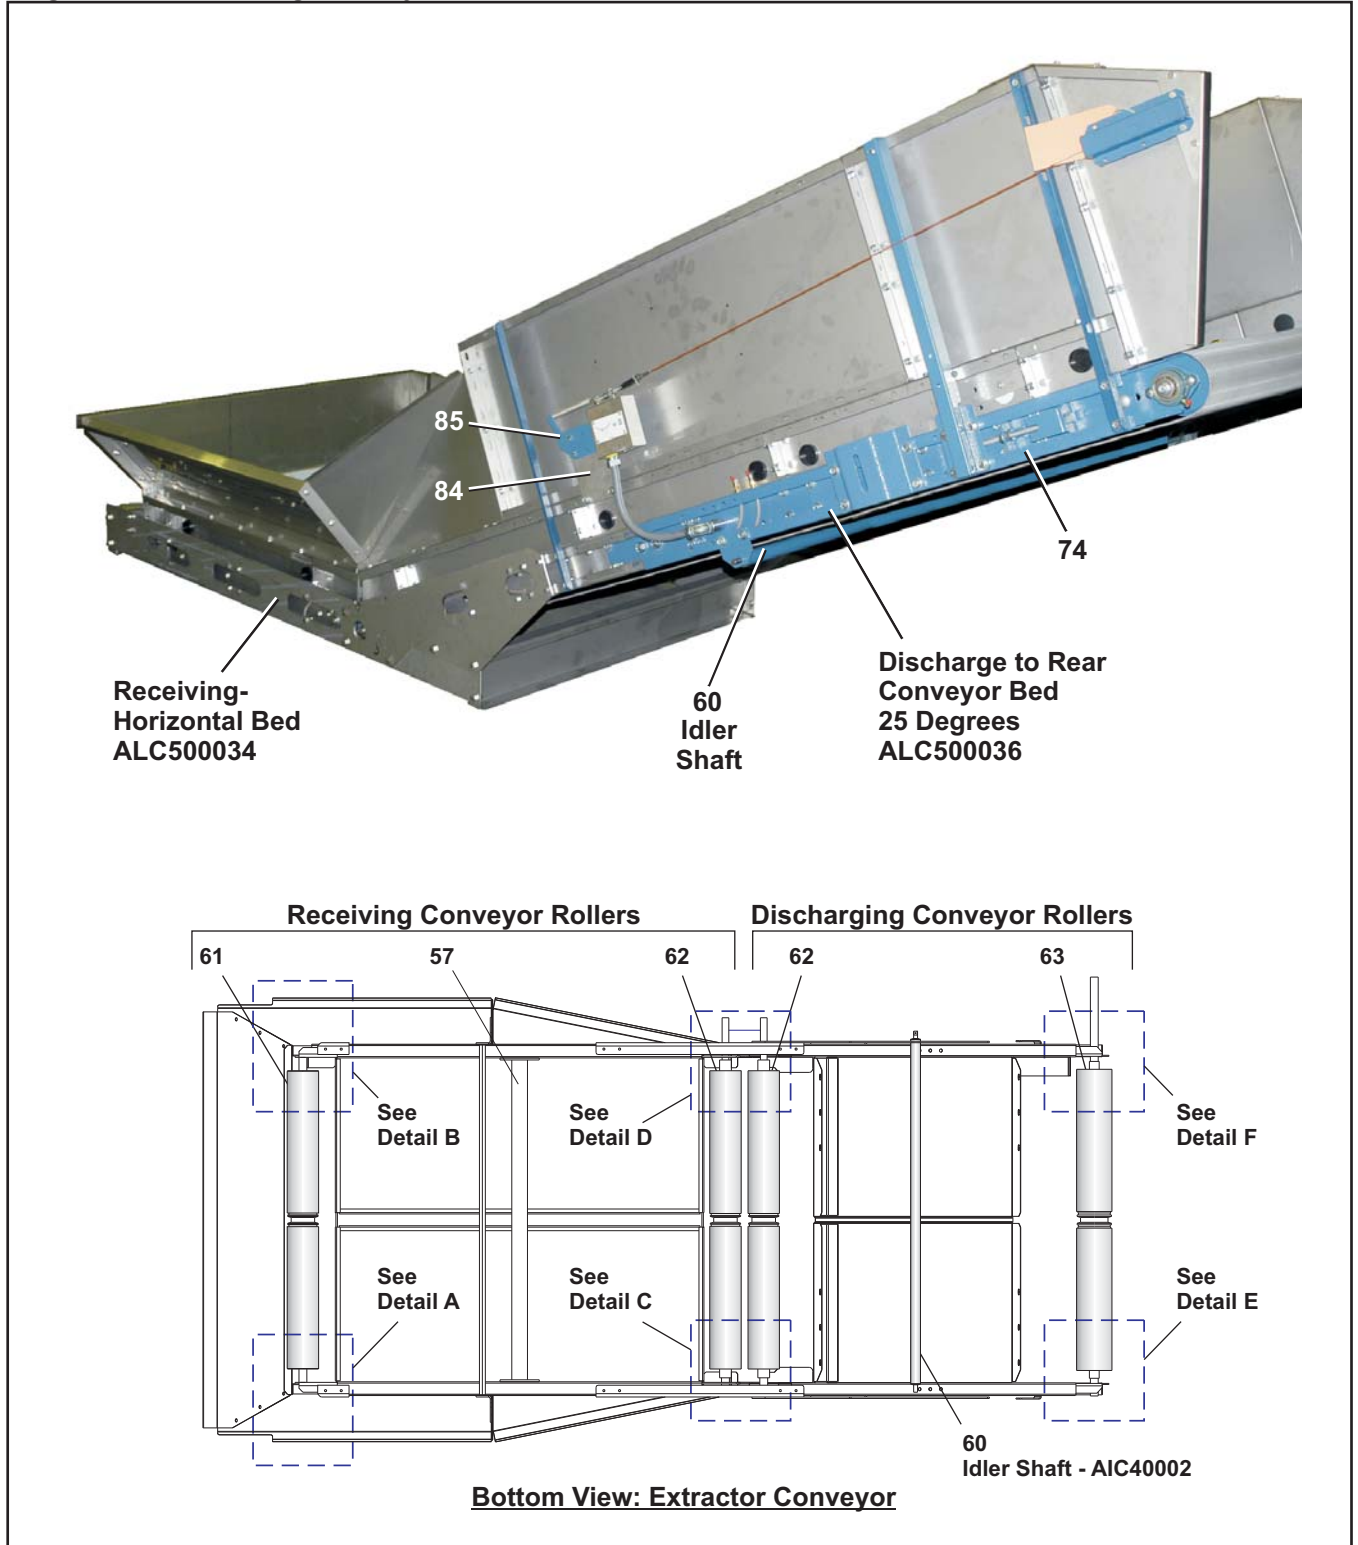 85
84
74
Receiving-
Horizontal Bed
ALC500034
60
Idler
Shaft
Discharge to Rear
Conveyor Bed
25 Degrees
ALC500036
Receiving Conveyor Rollers
Discharging Conveyor Rollers
61
57
62
62
63
See
Detail B
See
Detail D
See
Detail F
See
Detail A
See
Detail C
See
Detail E
60
Idler Shaft - AIC40002
Bottom View: Extractor Conveyor